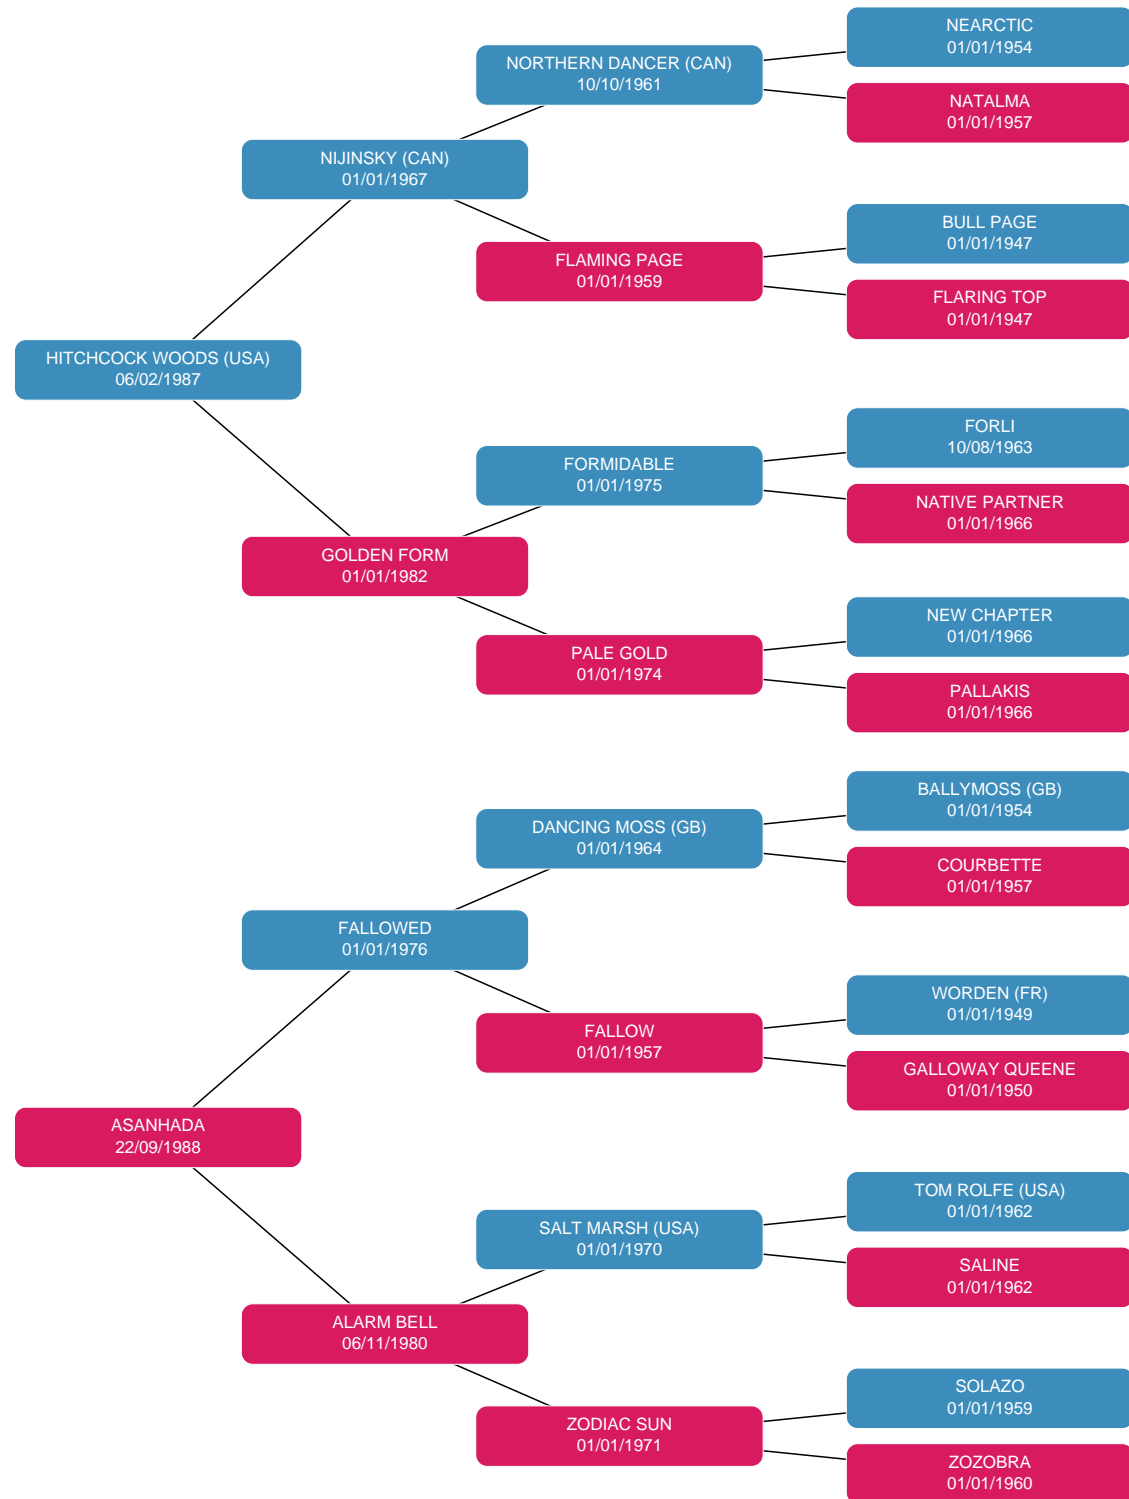 NEARCTIC
01/01/1954
NORTHERN DANCER (CAN)
10/10/1961
NATALMA
01/01/1957
NIJINSKY (CAN)
01/01/1967
BULL PAGE
01/01/1947
FLAMING PAGE
01/01/1959
FLARING TOP
01/01/1947
HITCHCOCK WOODS (USA)
06/02/1987
FORLI
10/08/1963
FORMIDABLE
01/01/1975
NATIVE PARTNER
01/01/1966
GOLDEN FORM
01/01/1982
NEW CHAPTER
01/01/1966
PALE GOLD
01/01/1974
PALLAKIS
01/01/1966
BALLYMOSS (GB)
01/01/1954
DANCING MOSS (GB)
01/01/1964
COURBETTE
01/01/1957
FALLOWED
01/01/1976
WORDEN (FR)
01/01/1949
FALLOW
01/01/1957
GALLOWAY QUEENE
01/01/1950
ASANHADA
22/09/1988
TOM ROLFE (USA)
01/01/1962
SALT MARSH (USA)
01/01/1970
SALINE
01/01/1962
ALARM BELL
06/11/1980
SOLAZO
01/01/1959
ZODIAC SUN
01/01/1971
ZOZOBRA
01/01/1960